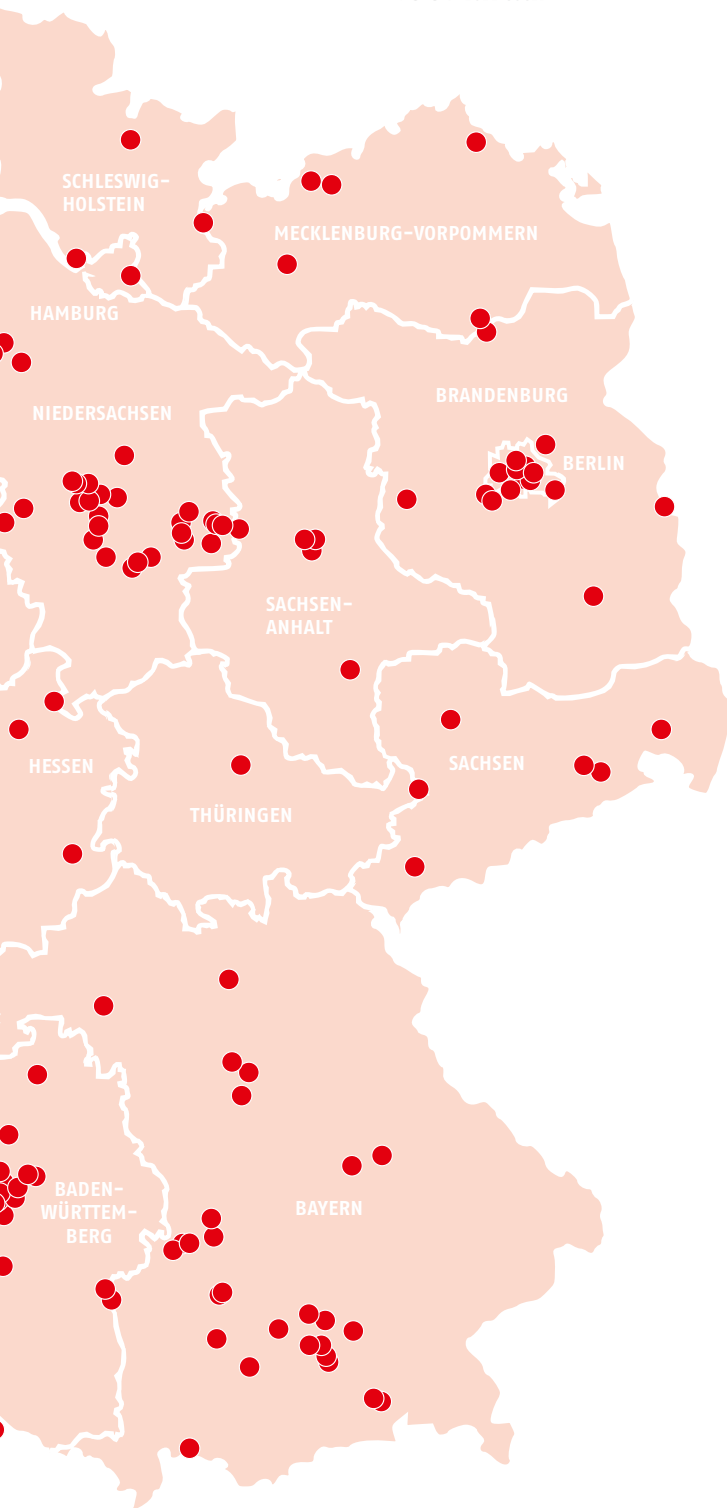 SCHLESWIG-
HOLSTEIN
MECKLENBURG-VORPOMMERN
HAMBURG
BRANDENBURG
NIEDERSACHSEN
BERLIN
SACHSEN-
ANHALT
SACHSEN
HESSEN
THÜRINGEN
BADEN-
WÜRTTEM-
BERG
BAYERN